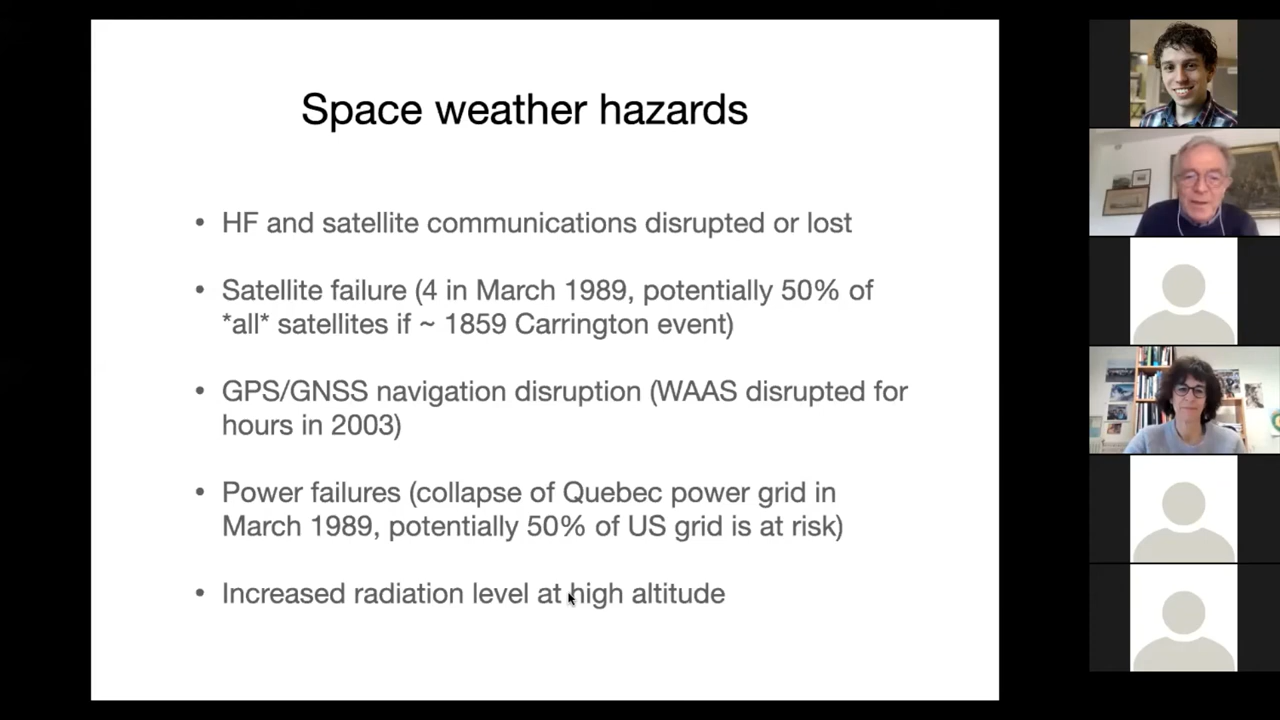 Space weather hazards
• HF and satellite communications disrupted or lost
• Satellite failure (4 in March 1989, potentially 50% of
*all* satellites if ~ 1859 Carrington event)
• GPS/GNSS navigation disruption (WAAS disrupted for
hours in 2003)
• Power failures (collapse of Quebec power grid in
March 1989, potentially 50% of US grid is at risk)
• Increased radiation level at high altitude